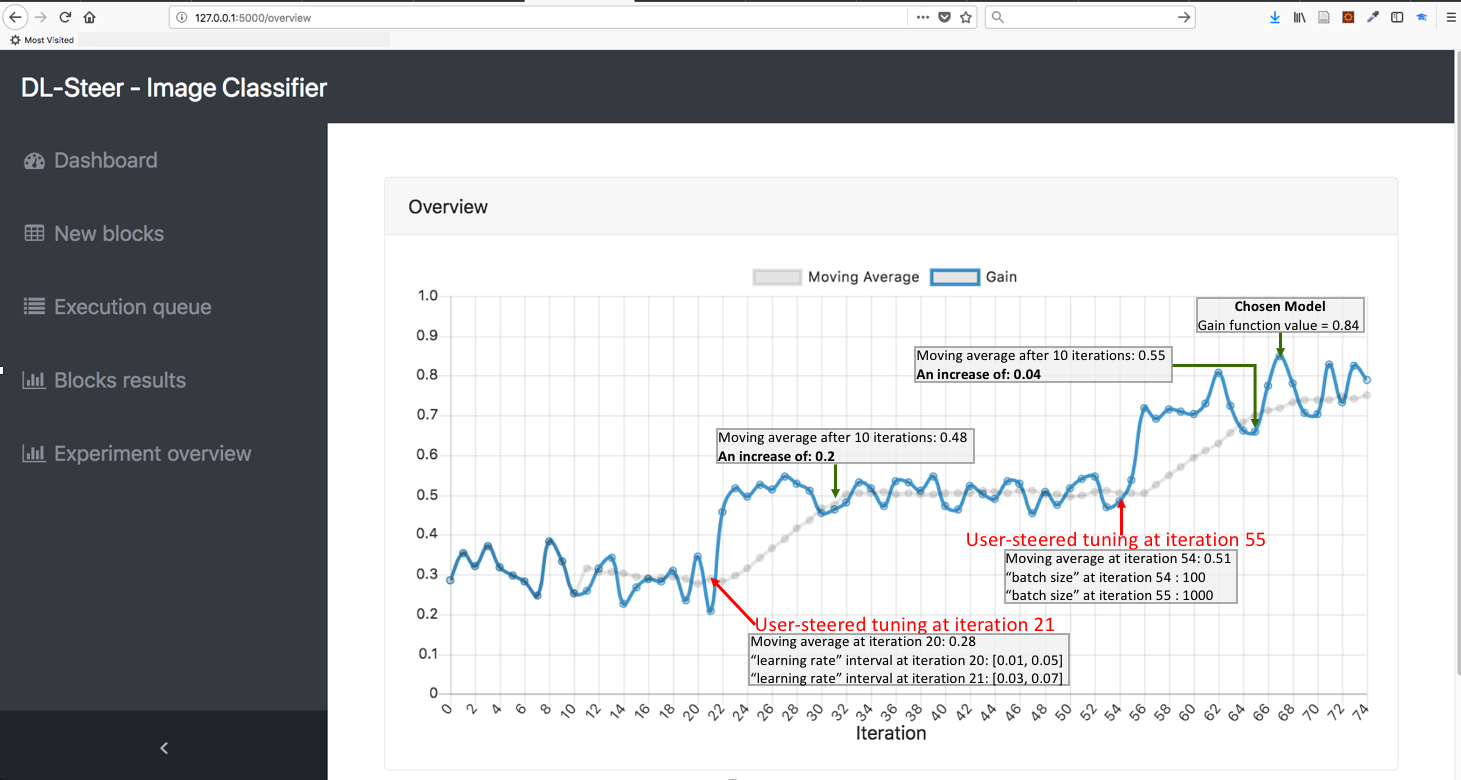 127.0.0.1:5000/overview
Most Visited
DL-Steer - Image Classifier
Dashboard
New blocks
Execution queue
Blocks results
Experiment overview
Overview
Moving Average
Gain
1.0
0.9
0.8
0.7
0.6
0.5
0.4
0.3
0.2
0.1
0
Chosen Model
Gain function value = 0.84
Moving average after 10 iterations: 0.55
An increase of: 0.04
Moving average after 10 iterations: 0.48
An increase of: 0.2
User-steered tuning at iteration 55
Moving average at iteration 54: 0.51
“batch size” at iteration 54 : 100
“batch size” at iteration 55 : 1000
User-steered tuning at iteration 21
Moving average at iteration 20: 0.28
“learning rate” interval at iteration 20: [0.01, 0.05]
“learning rate” interval at iteration 21: [0.03, 0.07]
0 2 4 6 8 10 12 14 16 18 20 22 24 26 28 30 32 34 36 38 40 42 44 46 48 50 52 54 56 58 60 62 64 66 68 70 72 74
Iteration